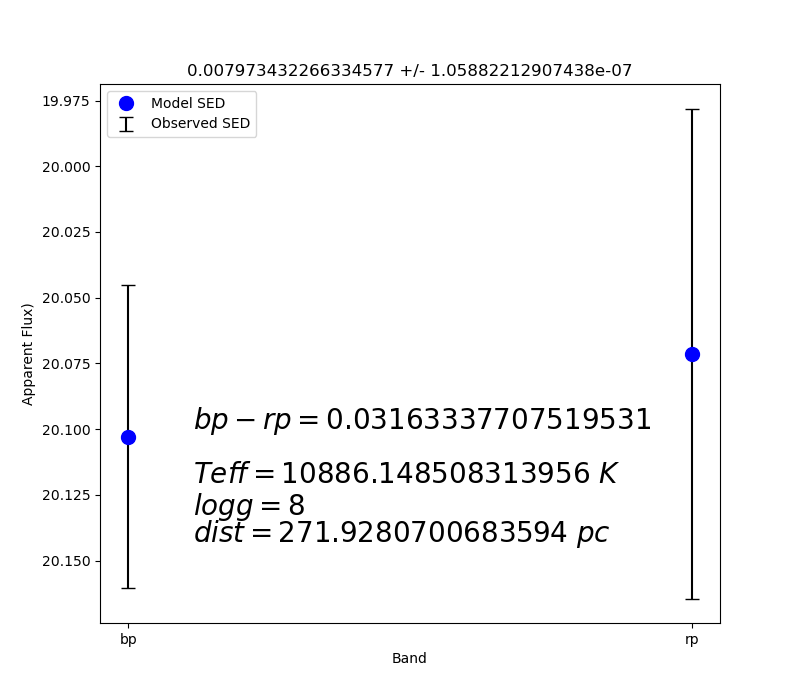 0.007973432266334577 +/- 1.05882212907438e-07
Model SED
Observed SED
19.975
20.000
20.025
20.050
20.075
20.100
20.125
20.150
Apparent Flux)
bp − rp = 0.03163337707519531
Teff = 10886.148508313956 K
logg = 8
dist = 271.9280700683594 pc
bp
rp
Band